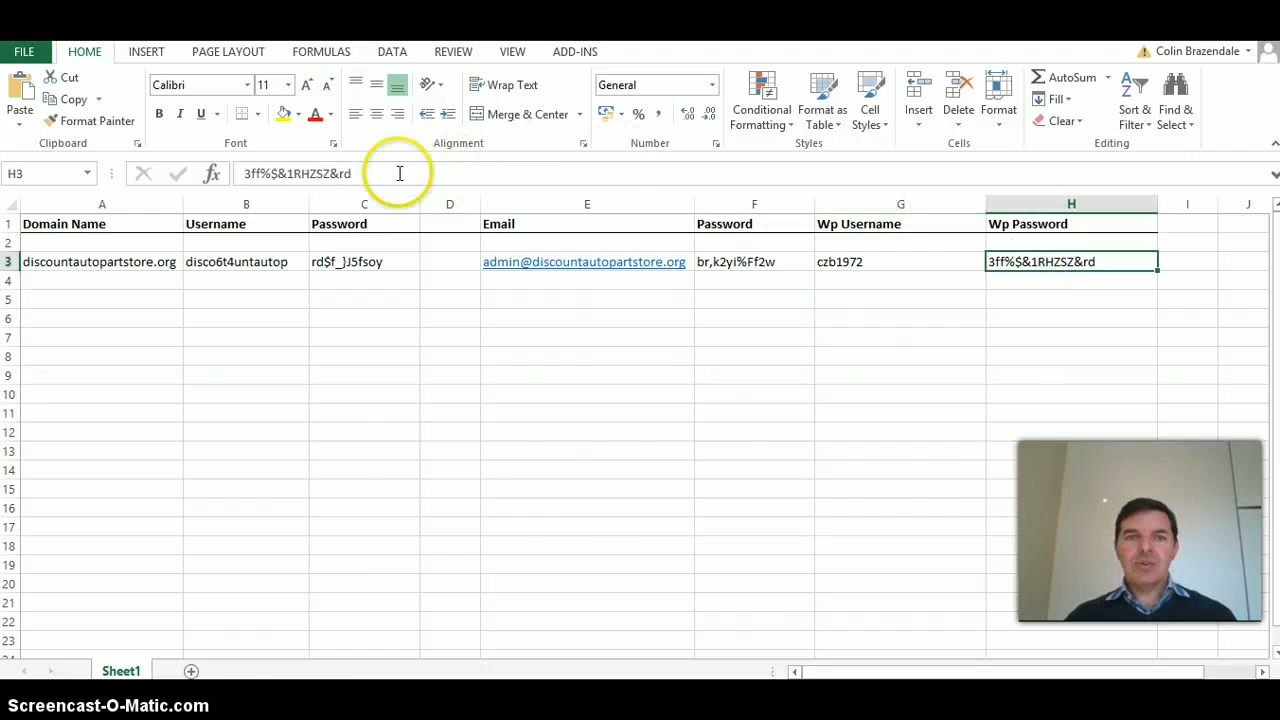 FILE HOME INSERT PAGE LAYOUT FORMULAS DATA REVIEW VIEW ADD-INS Colin Brazendale
Paste
Cut
Copy
Format Painter
Clipboard
Calibri 11 A A
B I U A
Font
Wrap Text
Merge & Center
Alignment
General
% ,
Number
Conditional Formatting
Format as Table
Cell Styles
Styles
Insert Delete Format
Cells
AutoSum
Fill
Clear
Sort & Filter
Find & Select
Editing
H3 fx 3ff%$&1RHZSZ&rd
A B C D E F G H I J
1 Domain Name Username Password Email Password Wp Username Wp Password
2
3 discountautopartstore.org disco6t4untautop rd$f_}J5fsoy admin@discountautopartstore.org br,k2yi%Ff2w czb1972 3ff%$&1RHZSZ&rd
4
5
6
7
8
9
10
11
12
13
14
15
16
17
18
19
20
21
22
23
Sheet1
Screencast-O-Matic.com